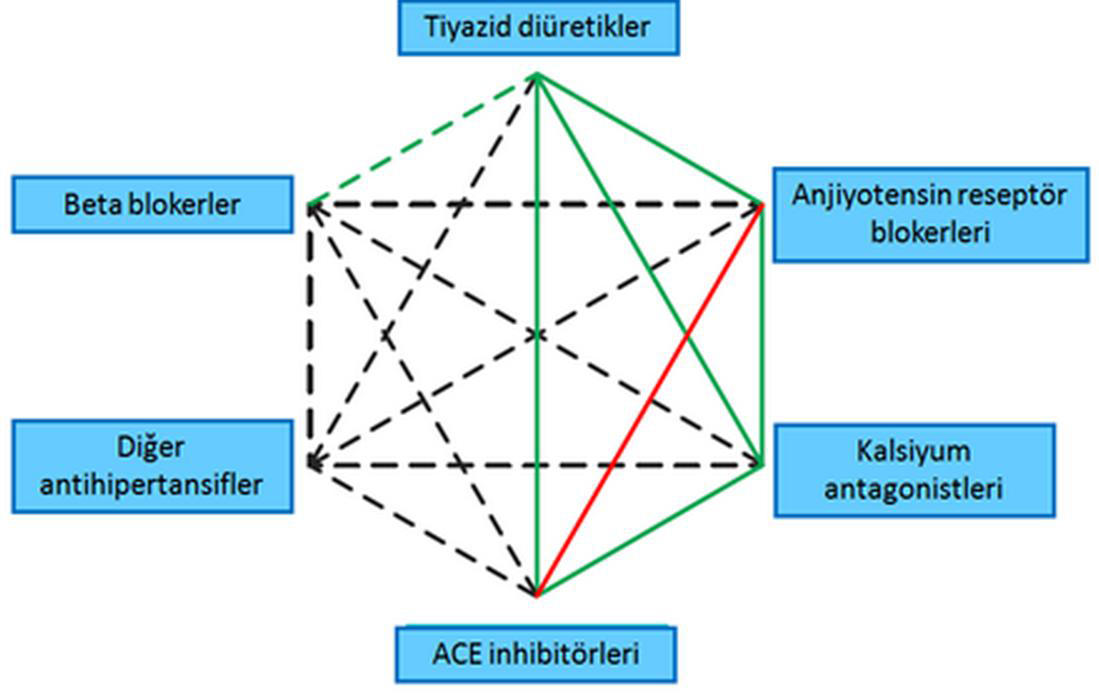 Tiyazid diüretikler
Beta blokerler
Anjiyotensin reseptör
blokerleri
Diğer
antihipertansifler
Kalsiyum
antagonistleri
ACE inhibitörleri